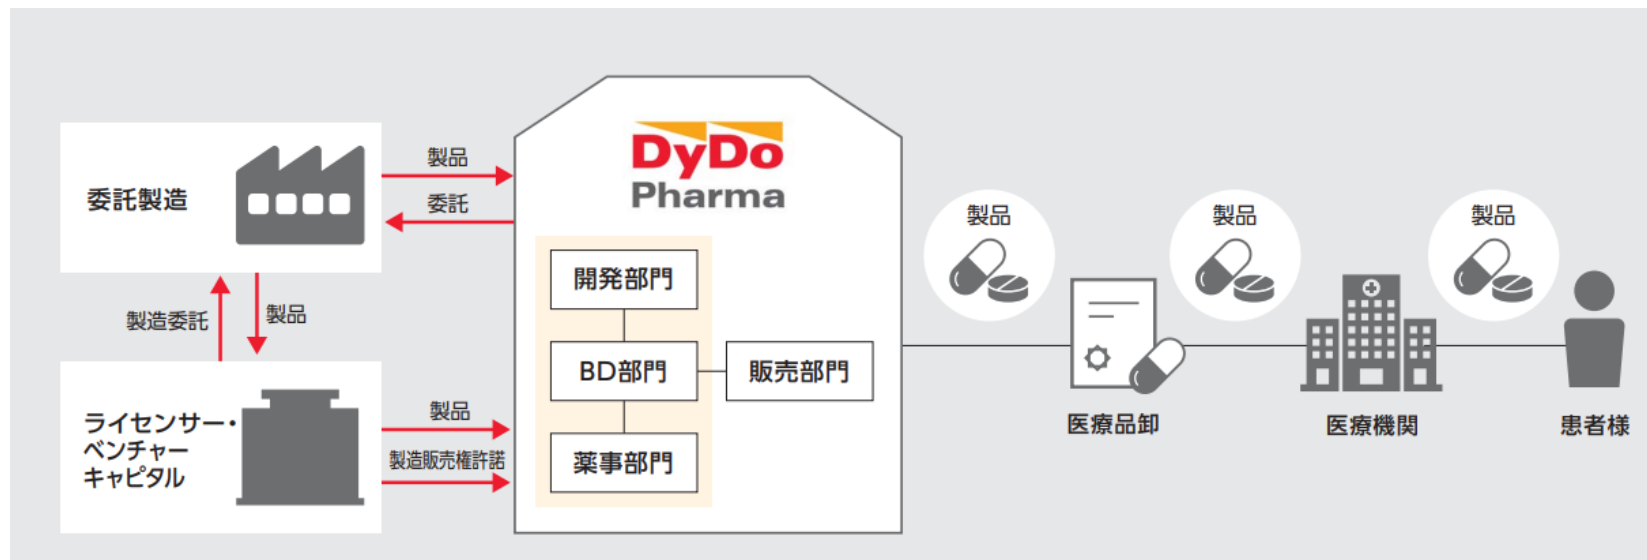 委託製造
製品
委託
製造委託
製品
ライセンサー・
ベンチャー
キャピタル
製品
製造販売権許諾
DyDo
Pharma
開発部門
BD部門
販売部門
薬事部門
製品
製品
製品
医療品卸
医療機関
患者様